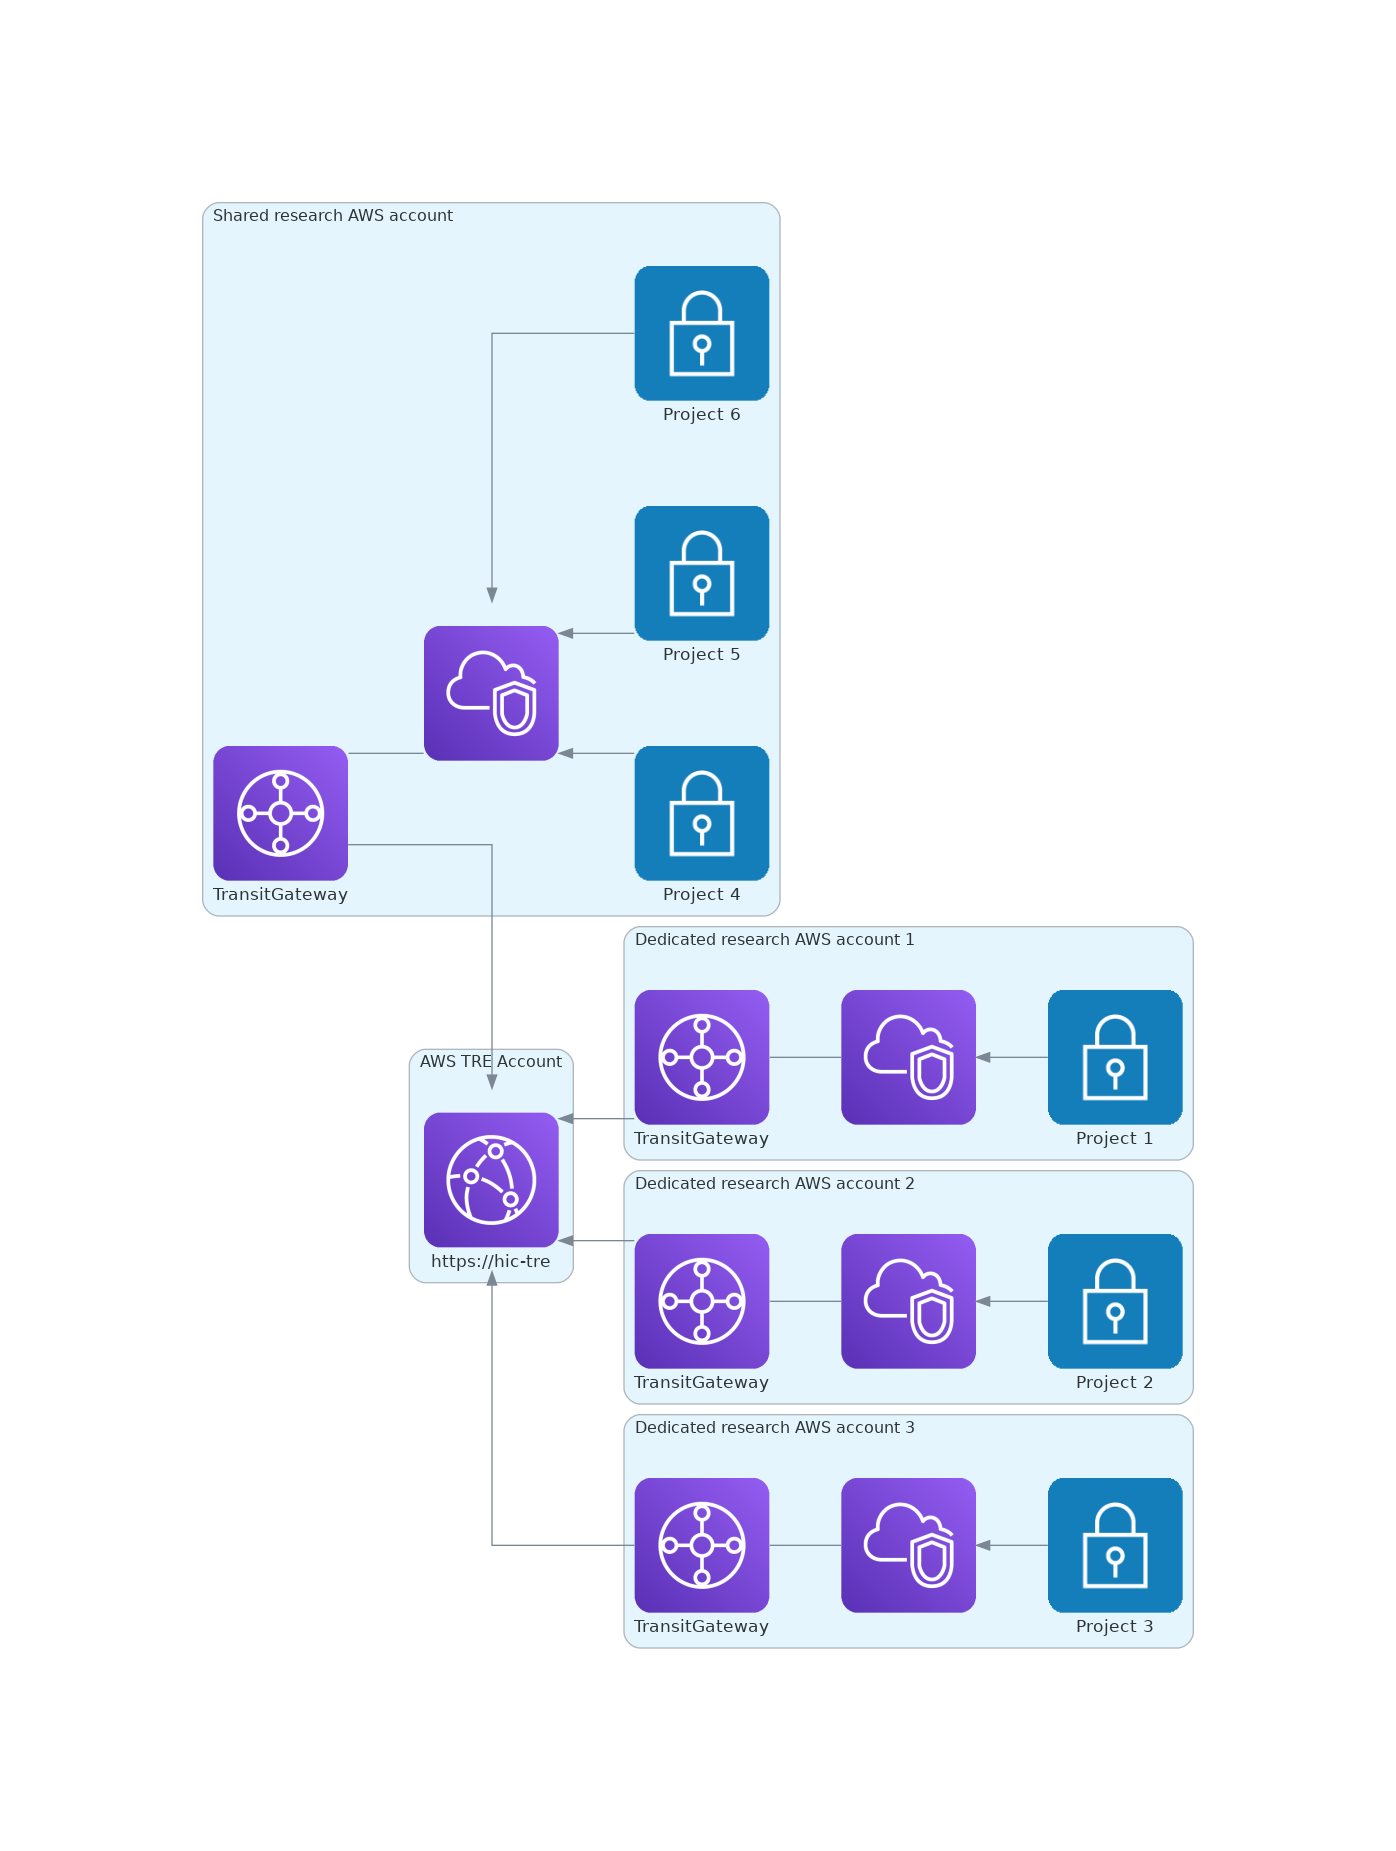 Shared research AWS account
Project 6
Project 5
TransitGateway
Project 4
Dedicated research AWS account 1
AWS TRE Account
TransitGateway
Project 1
Dedicated research AWS account 2
https://hic-tre
TransitGateway
Project 2
Dedicated research AWS account 3
TransitGateway
Project 3